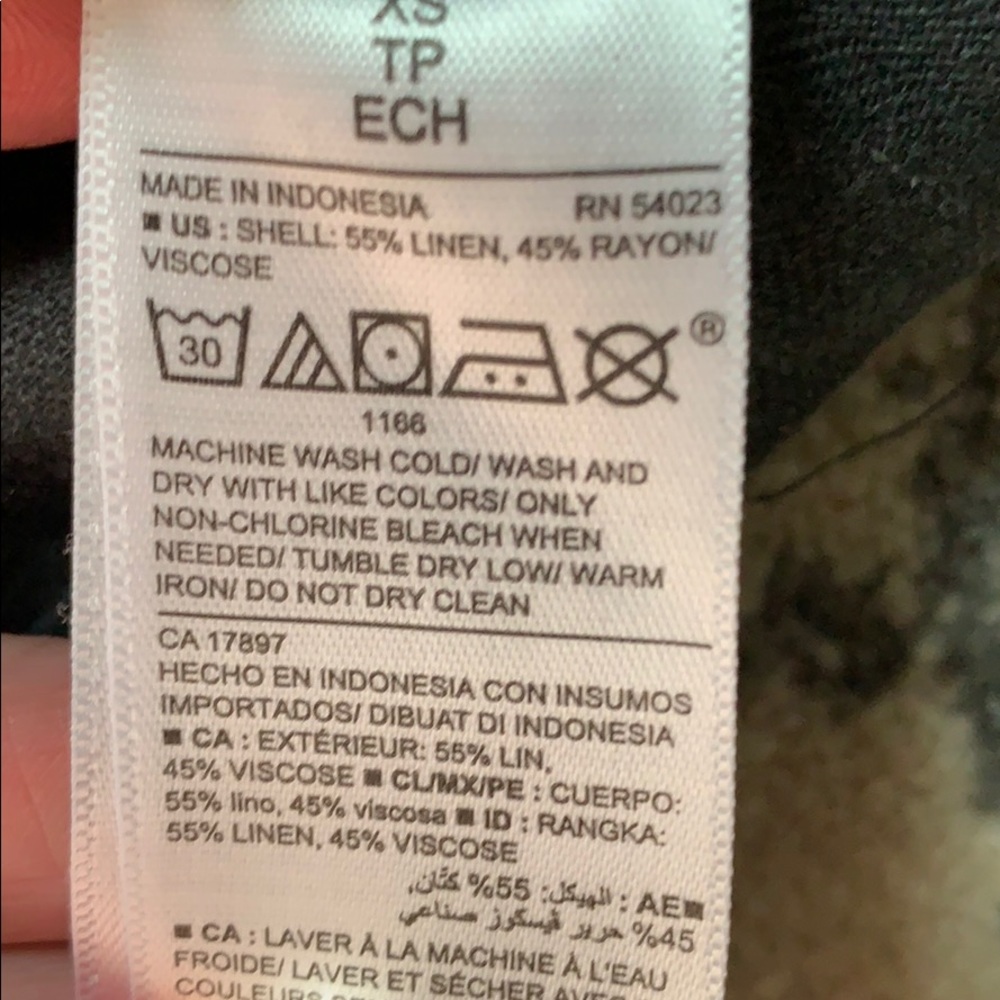 XS
TP
ECH
MADE IN INDONESIA RN 54023
■ US : SHELL: 55% LINEN, 45% RAYON/
VISCOSE
30
®
1166
MACHINE WASH COLD/ WASH AND
DRY WITH LIKE COLORS/ ONLY
NON-CHLORINE BLEACH WHEN
NEEDED/ TUMBLE DRY LOW/ WARM
IRON/ DO NOT DRY CLEAN
CA 17897
HECHO EN INDONESIA CON INSUMOS
IMPORTADOS/ DIBUAT DI INDONESIA
■ CA : EXTÉRIEUR: 55% LIN,
45% VISCOSE ■ CL/MX/PE : CUERPO:
55% lino, 45% viscosa ■ ID : RANGKA:
55% LINEN, 45% VISCOSE
■ AE : الهيكل: 55% كتّان,
45% حرير فيسكوز صناعي
■ CA : LAVER À LA MACHINE À L'EAU
FROIDE/ LAVER ET SÉCHER AVEC
COULEURS